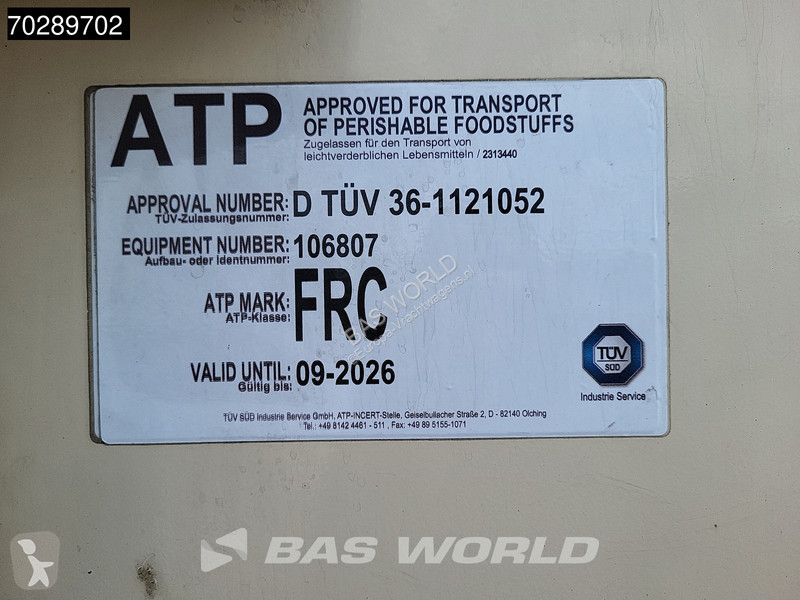 70289702
ATP
APPROVED FOR TRANSPORT
OF PERISHABLE FOODSTUFFS
Zugelassen für den Transport von
leichtverderblichen Lebensmitteln / 2313440
APPROVAL NUMBER: D TÜV 36-1121052
TÜV-Zulassungsnummer:
EQUIPMENT NUMBER: 106807
Aufbau- oder Identnummer:
ATP MARK: FRC
ATP-Klasse:
VALID UNTIL: 09-2026
Gültig bis:
TÜV
SÜD
Industrie Service
TÜV SÜD Industrie Service GmbH, ATP-INCERT-Stelle, Geiselbullacher Straße 2, D - 82140 Olching
Tel.: +49 8142 4461 - 511 , Fax: +49 89 5155-1071
BAS WORLD
BAS WORLD